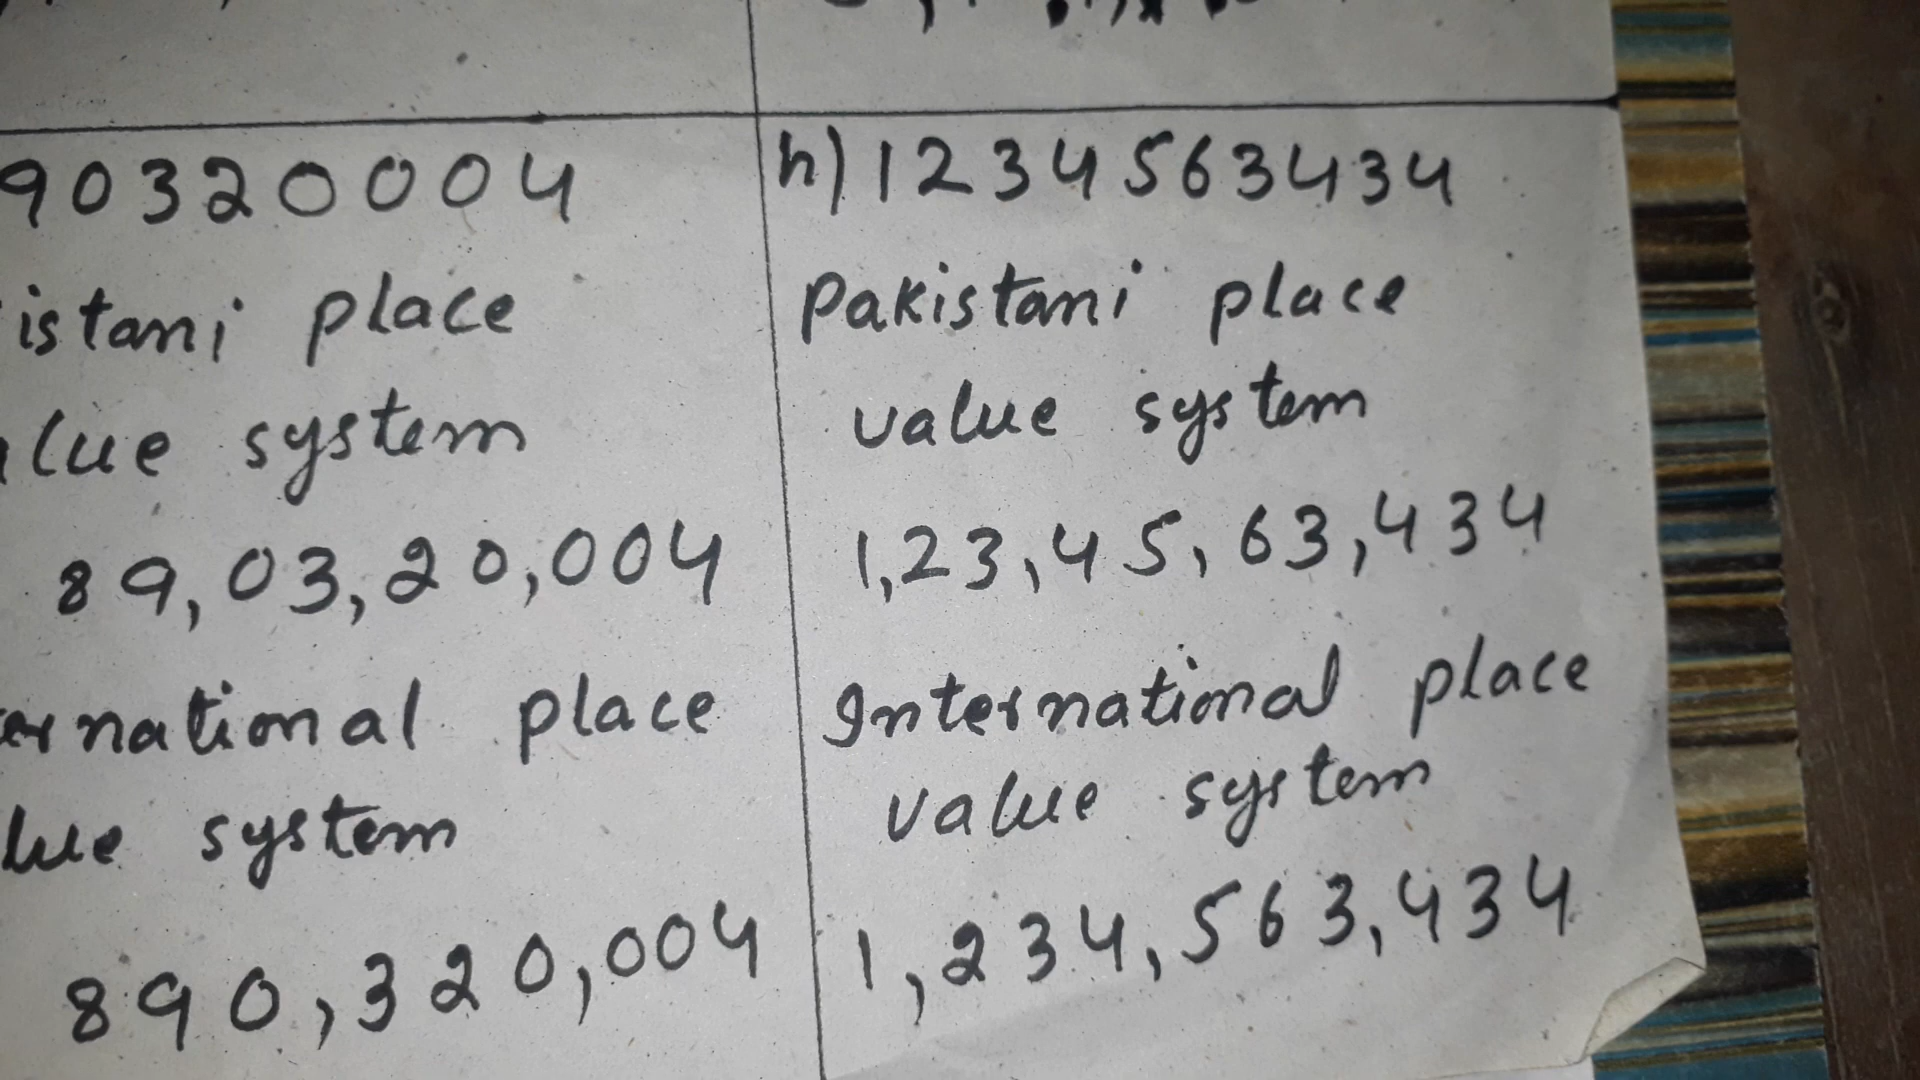 90320004
istani place
lue system
89,03,20,004
ernational place
lue system
890,320,004
h) 1234563434
Pakistani place
value system
1,23,45,63,434
International place
value system
1,234,563,434